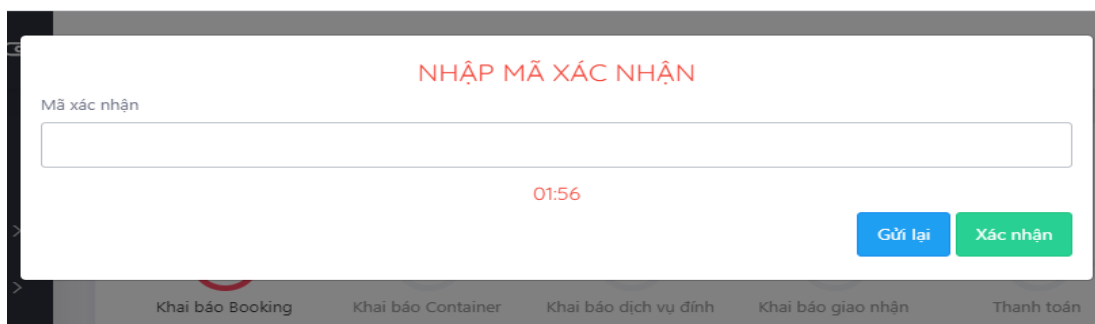 NHẬP MÃ XÁC NHẬN
Mã xác nhận
01:56
Gửi lại Xác nhận
Khai báo Booking Khai báo Container Khai báo dịch vụ đính Khai báo giao nhận Thanh toán